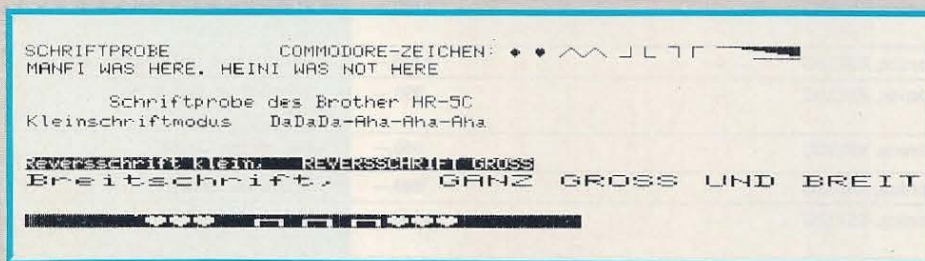 SCHRIFTPROBE COMMODORE-ZEICHEN: ♦ ♥
MANFI WAS HERE. HEINI WAS NOT HERE
Schriftprobe des Brother HR-5C
Kleinschriftmodus DaDaDa-Aha-Aha-Aha
Reversschrift klein, REVERSSCHRIFT GROSS
Breitschrift, GANZ GROSS UND BREIT
♥♥♥ ♥♥♥